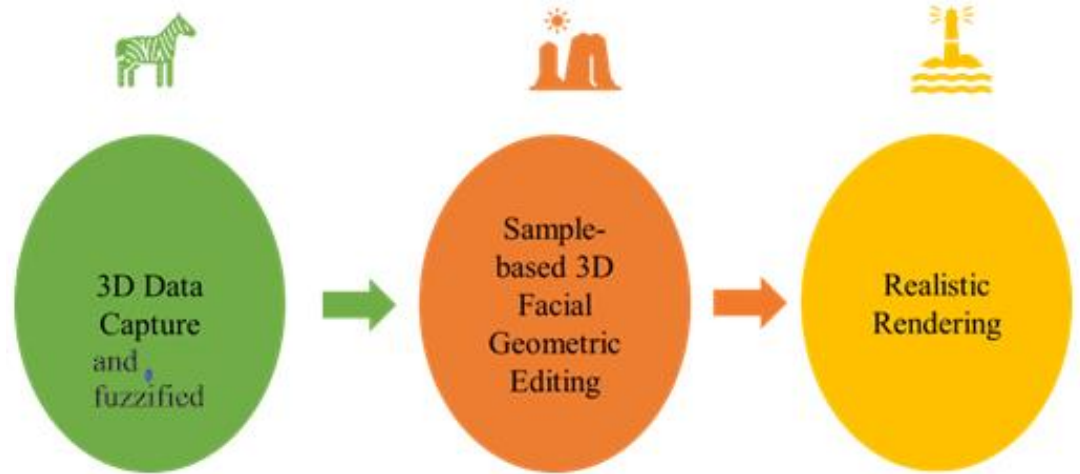 3D Data
Capture
and
fuzzified
Sample-
based 3D
Facial
Geometric
Editing
Realistic
Rendering